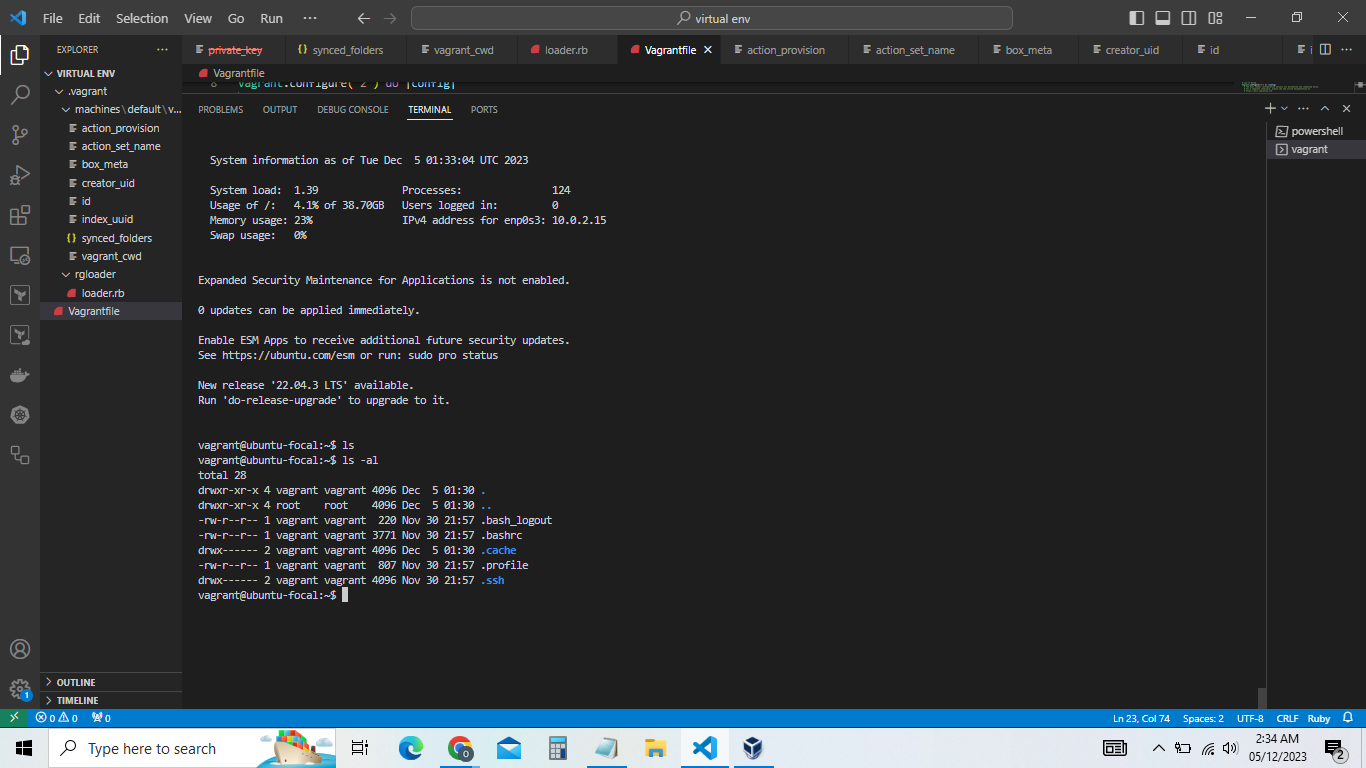 File Edit Selection View Go Run ··· virtual env
EXPLORER ···
VIRTUAL ENV
.vagrant
machines\default\v...
action_provision
action_set_name
box_meta
creator_uid
id
index_uuid
synced_folders
vagrant_cwd
rgloader
loader.rb
Vagrantfile
OUTLINE
TIMELINE
private_key synced_folders vagrant_cwd loader.rb Vagrantfile action_provision action_set_name box_meta creator_uid id
Vagrantfile
8 Vagrant.configure("2") do |config|
PROBLEMS OUTPUT DEBUG CONSOLE TERMINAL PORTS
powershell
vagrant
System information as of Tue Dec  5 01:33:04 UTC 2023
System load:  1.39 Processes: 124
Usage of /:   4.1% of 38.70GB Users logged in: 0
Memory usage: 23% IPv4 address for enp0s3: 10.0.2.15
Swap usage:   0%
Expanded Security Maintenance for Applications is not enabled.
0 updates can be applied immediately.
Enable ESM Apps to receive additional future security updates.
See https://ubuntu.com/esm or run: sudo pro status
New release '22.04.3 LTS' available.
Run 'do-release-upgrade' to upgrade to it.
vagrant@ubuntu-focal:~$ ls
vagrant@ubuntu-focal:~$ ls -al
total 28
drwxr-xr-x 4 vagrant vagrant 4096 Dec  5 01:30 .
drwxr-xr-x 4 root    root    4096 Dec  5 01:30 ..
-rw-r--r-- 1 vagrant vagrant  220 Nov 30 21:57 .bash_logout
-rw-r--r-- 1 vagrant vagrant 3771 Nov 30 21:57 .bashrc
drwx------ 2 vagrant vagrant 4096 Dec  5 01:30 .cache
-rw-r--r-- 1 vagrant vagrant  807 Nov 30 21:57 .profile
drwx------ 2 vagrant vagrant 4096 Nov 30 21:57 .ssh
vagrant@ubuntu-focal:~$
1
0 0 0 Ln 23, Col 74 Spaces: 2 UTF-8 CRLF Ruby
Type here to search
2:34 AM
05/12/2023
2